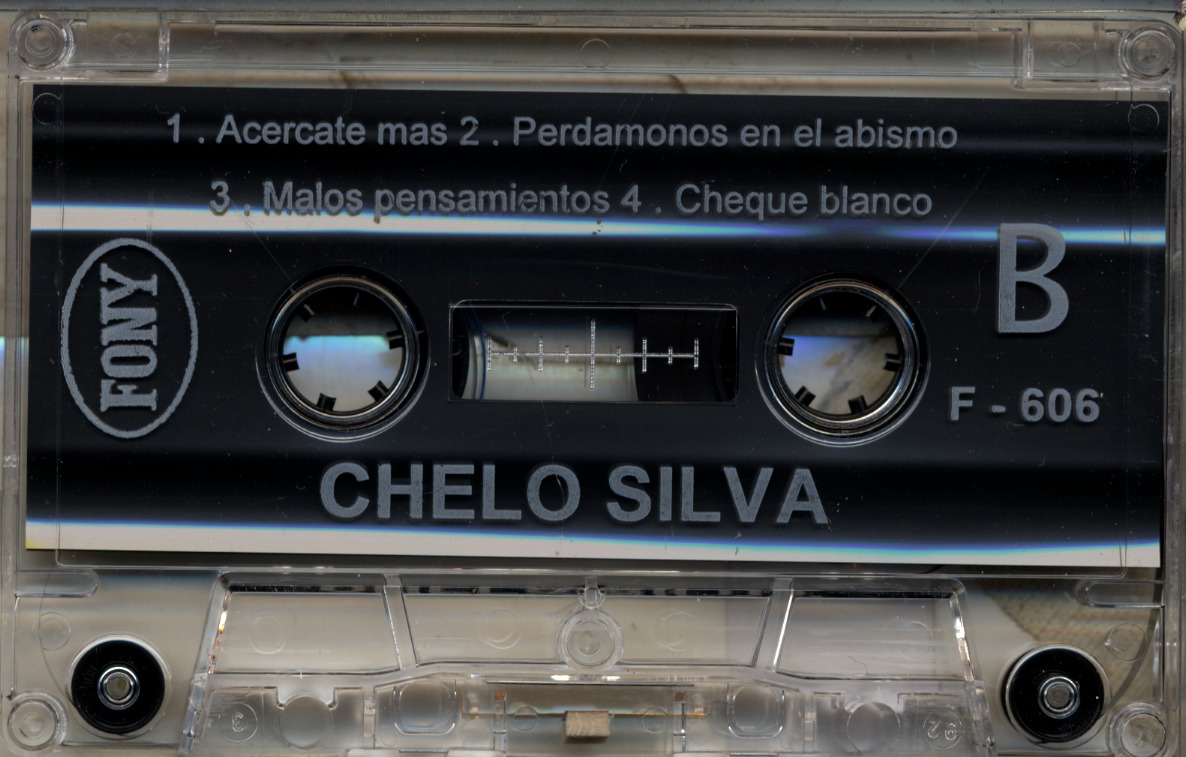 1 . Acercate mas 2 . Perdamonos en el abismo
3 . Malos pensamientos 4 . Cheque blanco
B
FONY
F - 606
CHELO SILVA